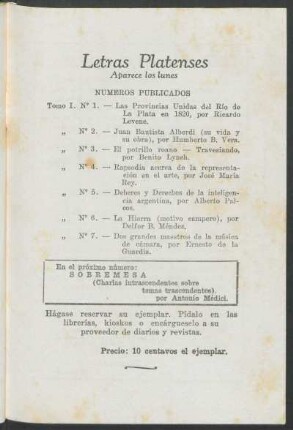 Letras Platenses
Aparece los lunes
NUMEROS PUBLICADOS
Tomo I. Nº 1. — Las Provincias Unidas del Río de
La Plata en 1820, por Ricardo
Levene.
„ Nº 2. — Juan Bautista Alberdi (su vida y
su obra), por Humberto B. Vera.
„ Nº 3. — El potrillo roano — Travesiando,
por Benito Lynch.
„ Nº 4. — Rapsodia acerca de la representa-
ción en el arte, por José María
Rey.
„ Nº 5. — Deberes y Derechos de la inteligen-
cia argentina, por Alberto Pal-
cos.
„ Nº 6. — La Hierra (motivo campero), por
Delfor B. Méndez.
„ Nº 7. — Dos grandes maestros de la música
de cámara, por Ernesto de la
Guardia.
En el próximo número:
SOBREMESA
(Charlas intrascendentes sobre
temas trascendentes).
por Antonio Médici.
Hágase reservar su ejemplar. Pídalo en las
librerías, kioskos o encárgueselo a su
proveedor de diarios y revistas.
Precio: 10 centavos el ejemplar.